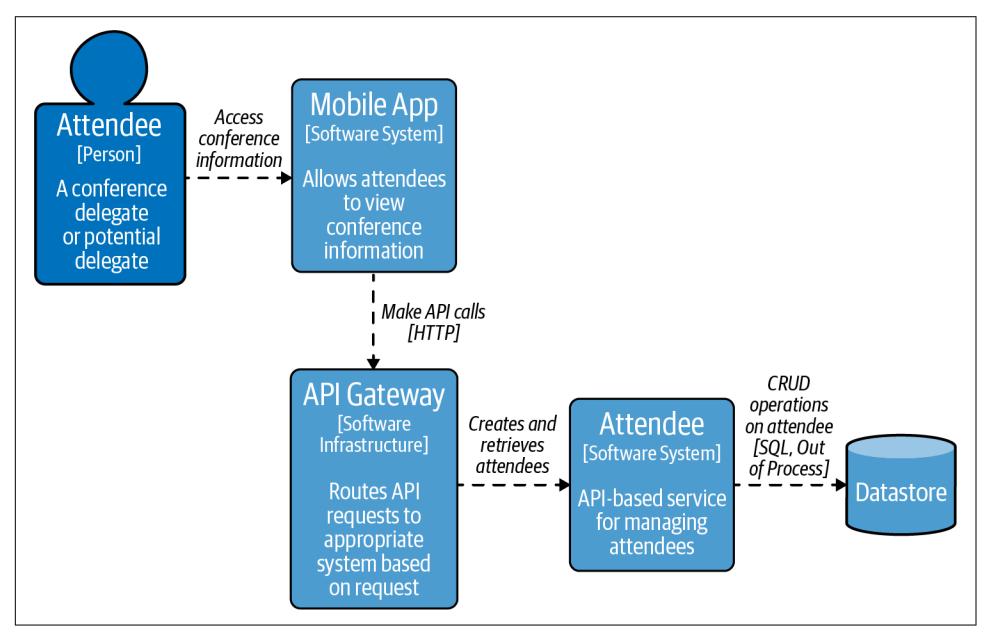 Attendee
[Person]
A conference
delegate
or potential
delegate
Access
conference
information
Mobile App
[Software System]
Allows attendees
to view
conference
information
Make API calls
[HTTP]
API Gateway
[Software
Infrastructure]
Routes API
requests to
appropriate
system based
on request
Creates and
retrieves
attendees
Attendee
[Software System]
API-based service
for managing
attendees
CRUD
operations
on attendee
[SQL, Out
of Process]
Datastore